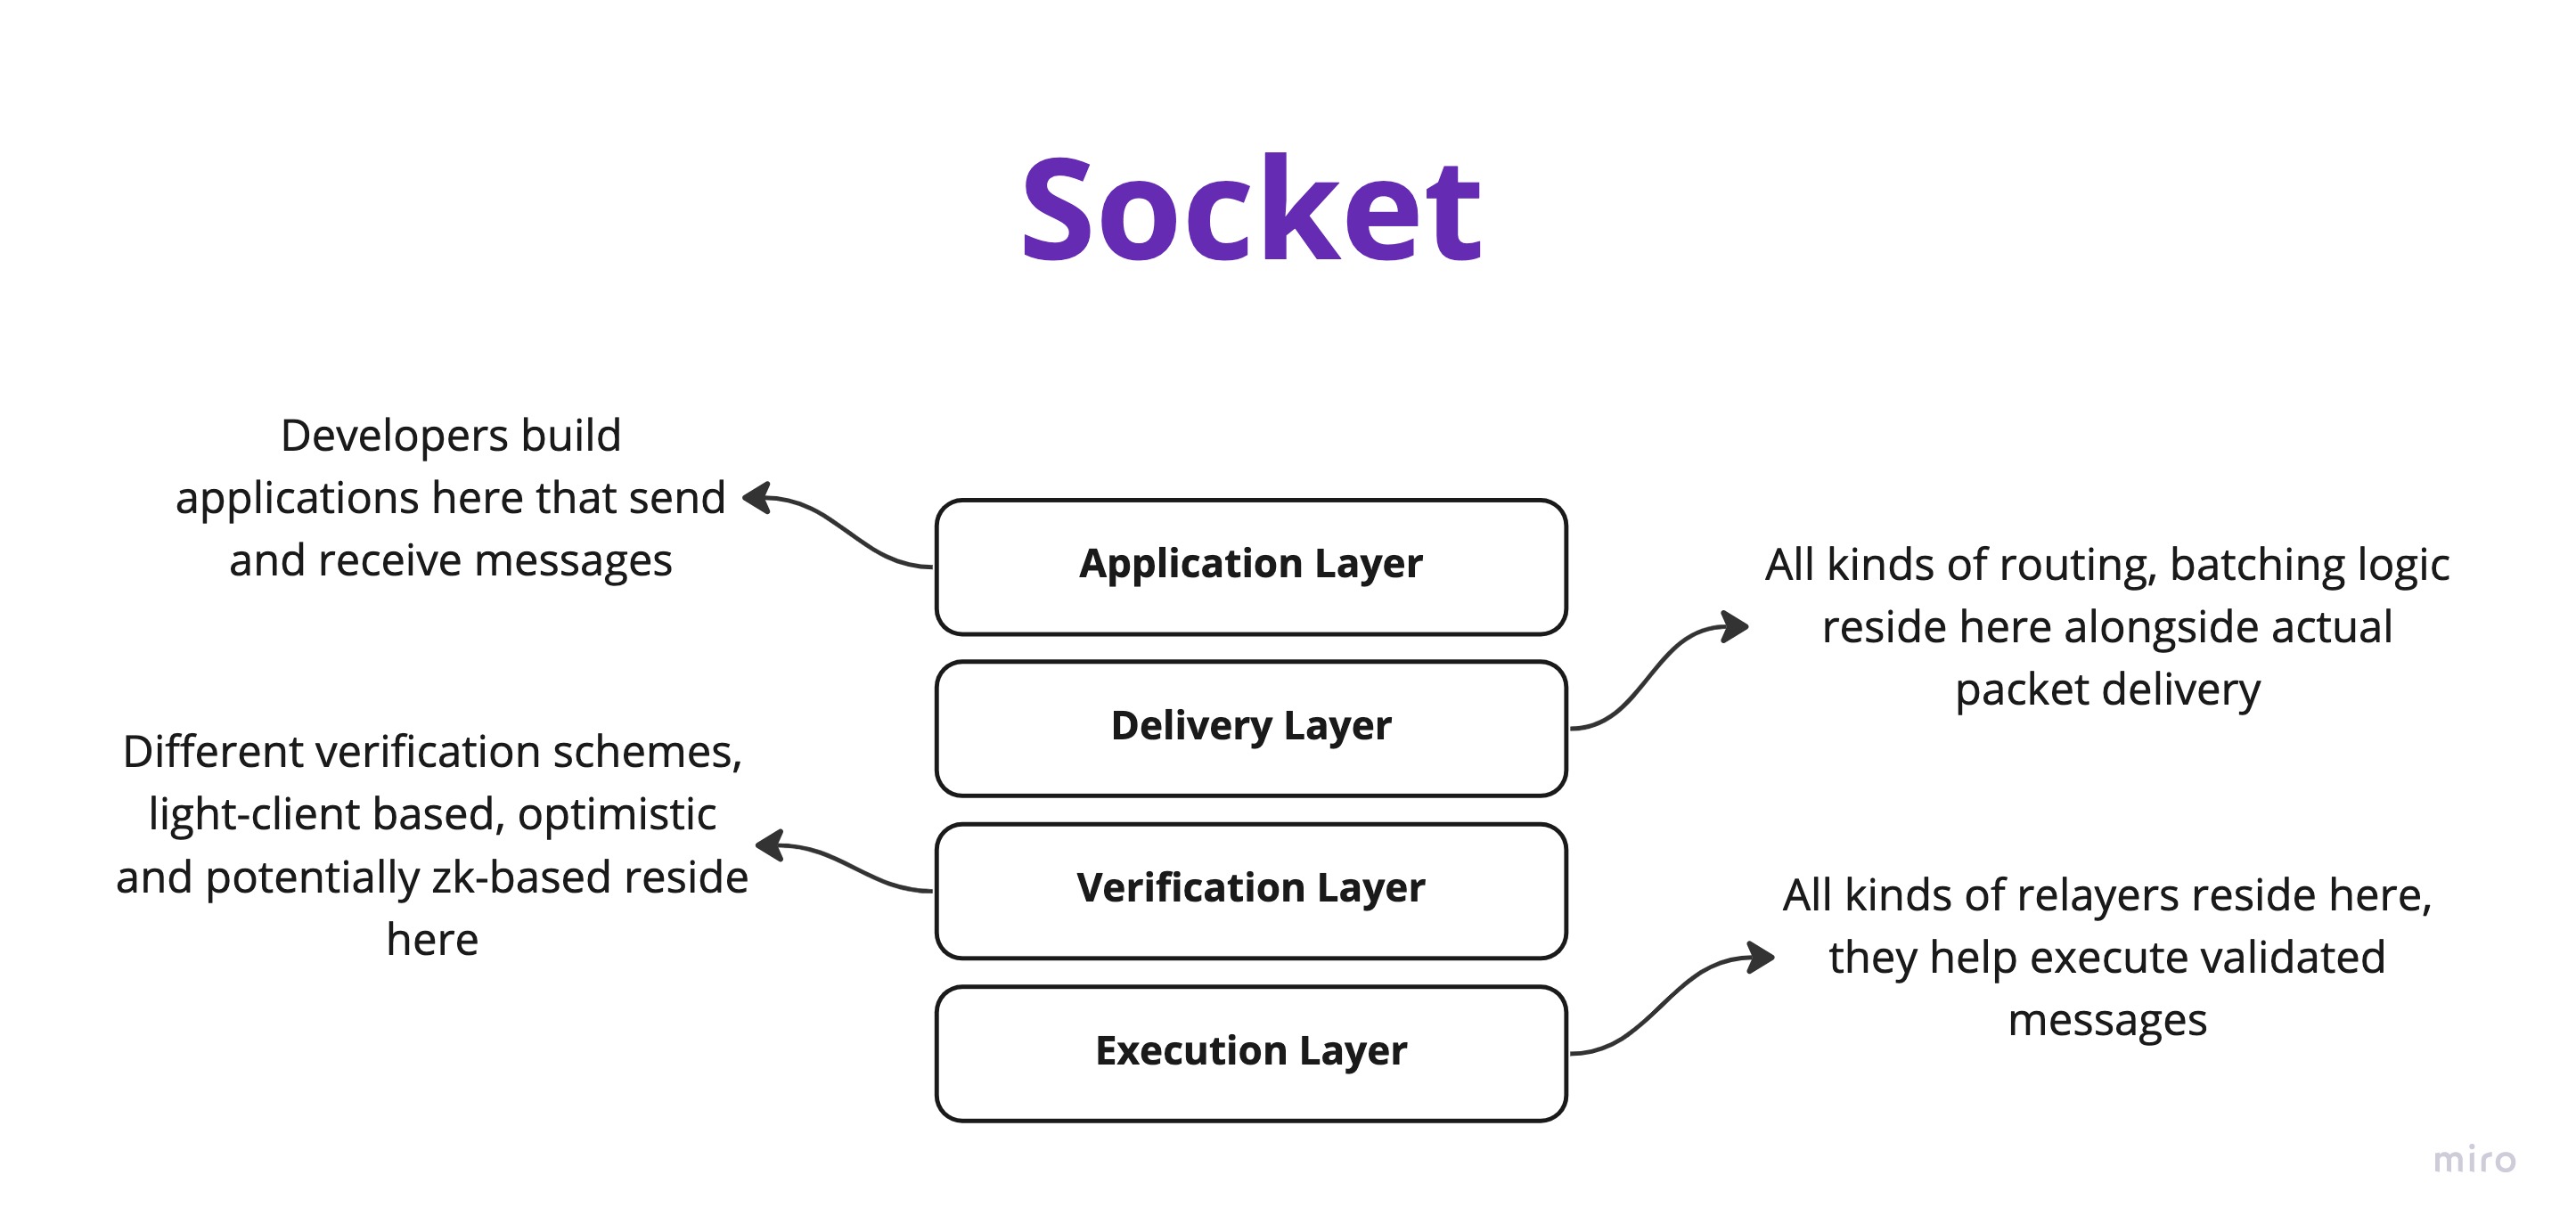 Socket
Developers build
applications here that send
and receive messages
Application Layer
All kinds of routing, batching logic
reside here alongside actual
packet delivery
Delivery Layer
Different verification schemes,
light-client based, optimistic
and potentially zk-based reside
here
Verification Layer
All kinds of relayers reside here,
they help execute validated
messages
Execution Layer
miro